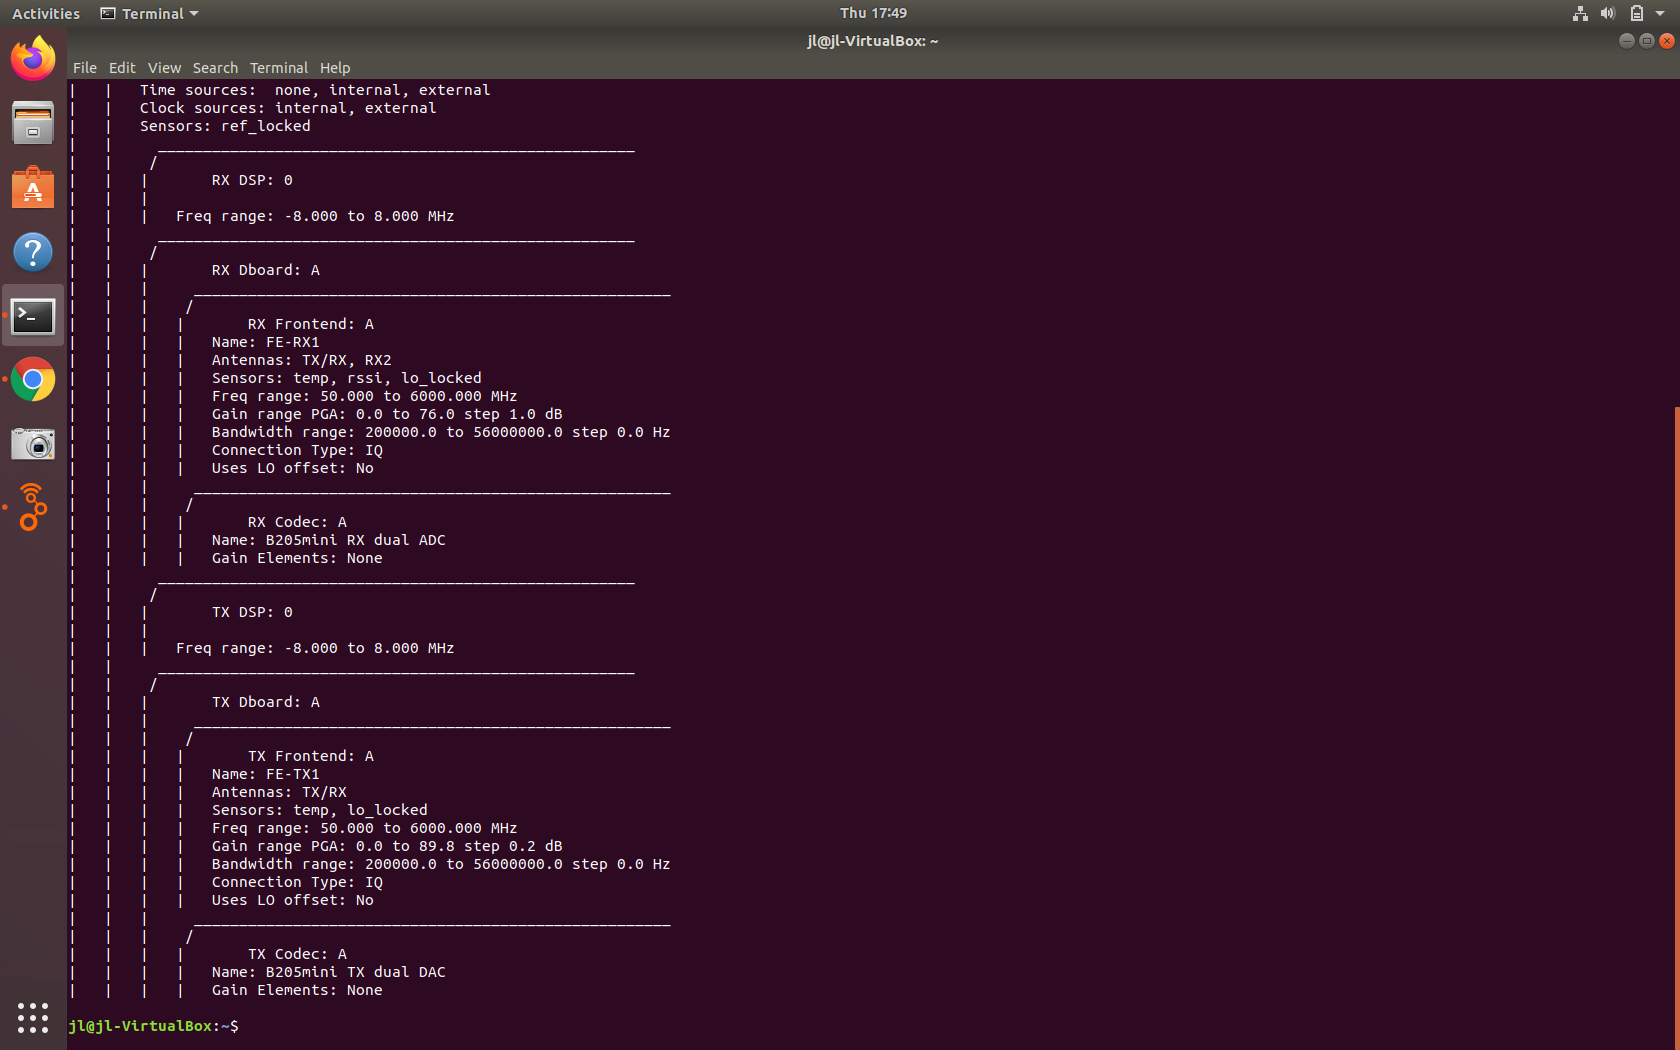 Activities Terminal Thu 17:49
jl@jl-VirtualBox: ~
File Edit View Search Terminal Help
| | Time sources: none, internal, external
| | Clock sources: internal, external
| | Sensors: ref_locked
| | _____________________________________________________
| | /
| | | RX DSP: 0
| | |
| | | Freq range: -8.000 to 8.000 MHz
| | _____________________________________________________
| | /
| | | RX Dboard: A
| | | _____________________________________________________
| | | /
| | | | RX Frontend: A
| | | | Name: FE-RX1
| | | | Antennas: TX/RX, RX2
| | | | Sensors: temp, rssi, lo_locked
| | | | Freq range: 50.000 to 6000.000 MHz
| | | | Gain range PGA: 0.0 to 76.0 step 1.0 dB
| | | | Bandwidth range: 200000.0 to 56000000.0 step 0.0 Hz
| | | | Connection Type: IQ
| | | | Uses LO offset: No
| | | _____________________________________________________
| | | /
| | | | RX Codec: A
| | | | Name: B205mini RX dual ADC
| | | | Gain Elements: None
| | _____________________________________________________
| | /
| | | TX DSP: 0
| | |
| | | Freq range: -8.000 to 8.000 MHz
| | _____________________________________________________
| | /
| | | TX Dboard: A
| | | _____________________________________________________
| | | /
| | | | TX Frontend: A
| | | | Name: FE-TX1
| | | | Antennas: TX/RX
| | | | Sensors: temp, lo_locked
| | | | Freq range: 50.000 to 6000.000 MHz
| | | | Gain range PGA: 0.0 to 89.8 step 0.2 dB
| | | | Bandwidth range: 200000.0 to 56000000.0 step 0.0 Hz
| | | | Connection Type: IQ
| | | | Uses LO offset: No
| | | _____________________________________________________
| | | /
| | | | TX Codec: A
| | | | Name: B205mini TX dual DAC
| | | | Gain Elements: None
jl@jl-VirtualBox:~$